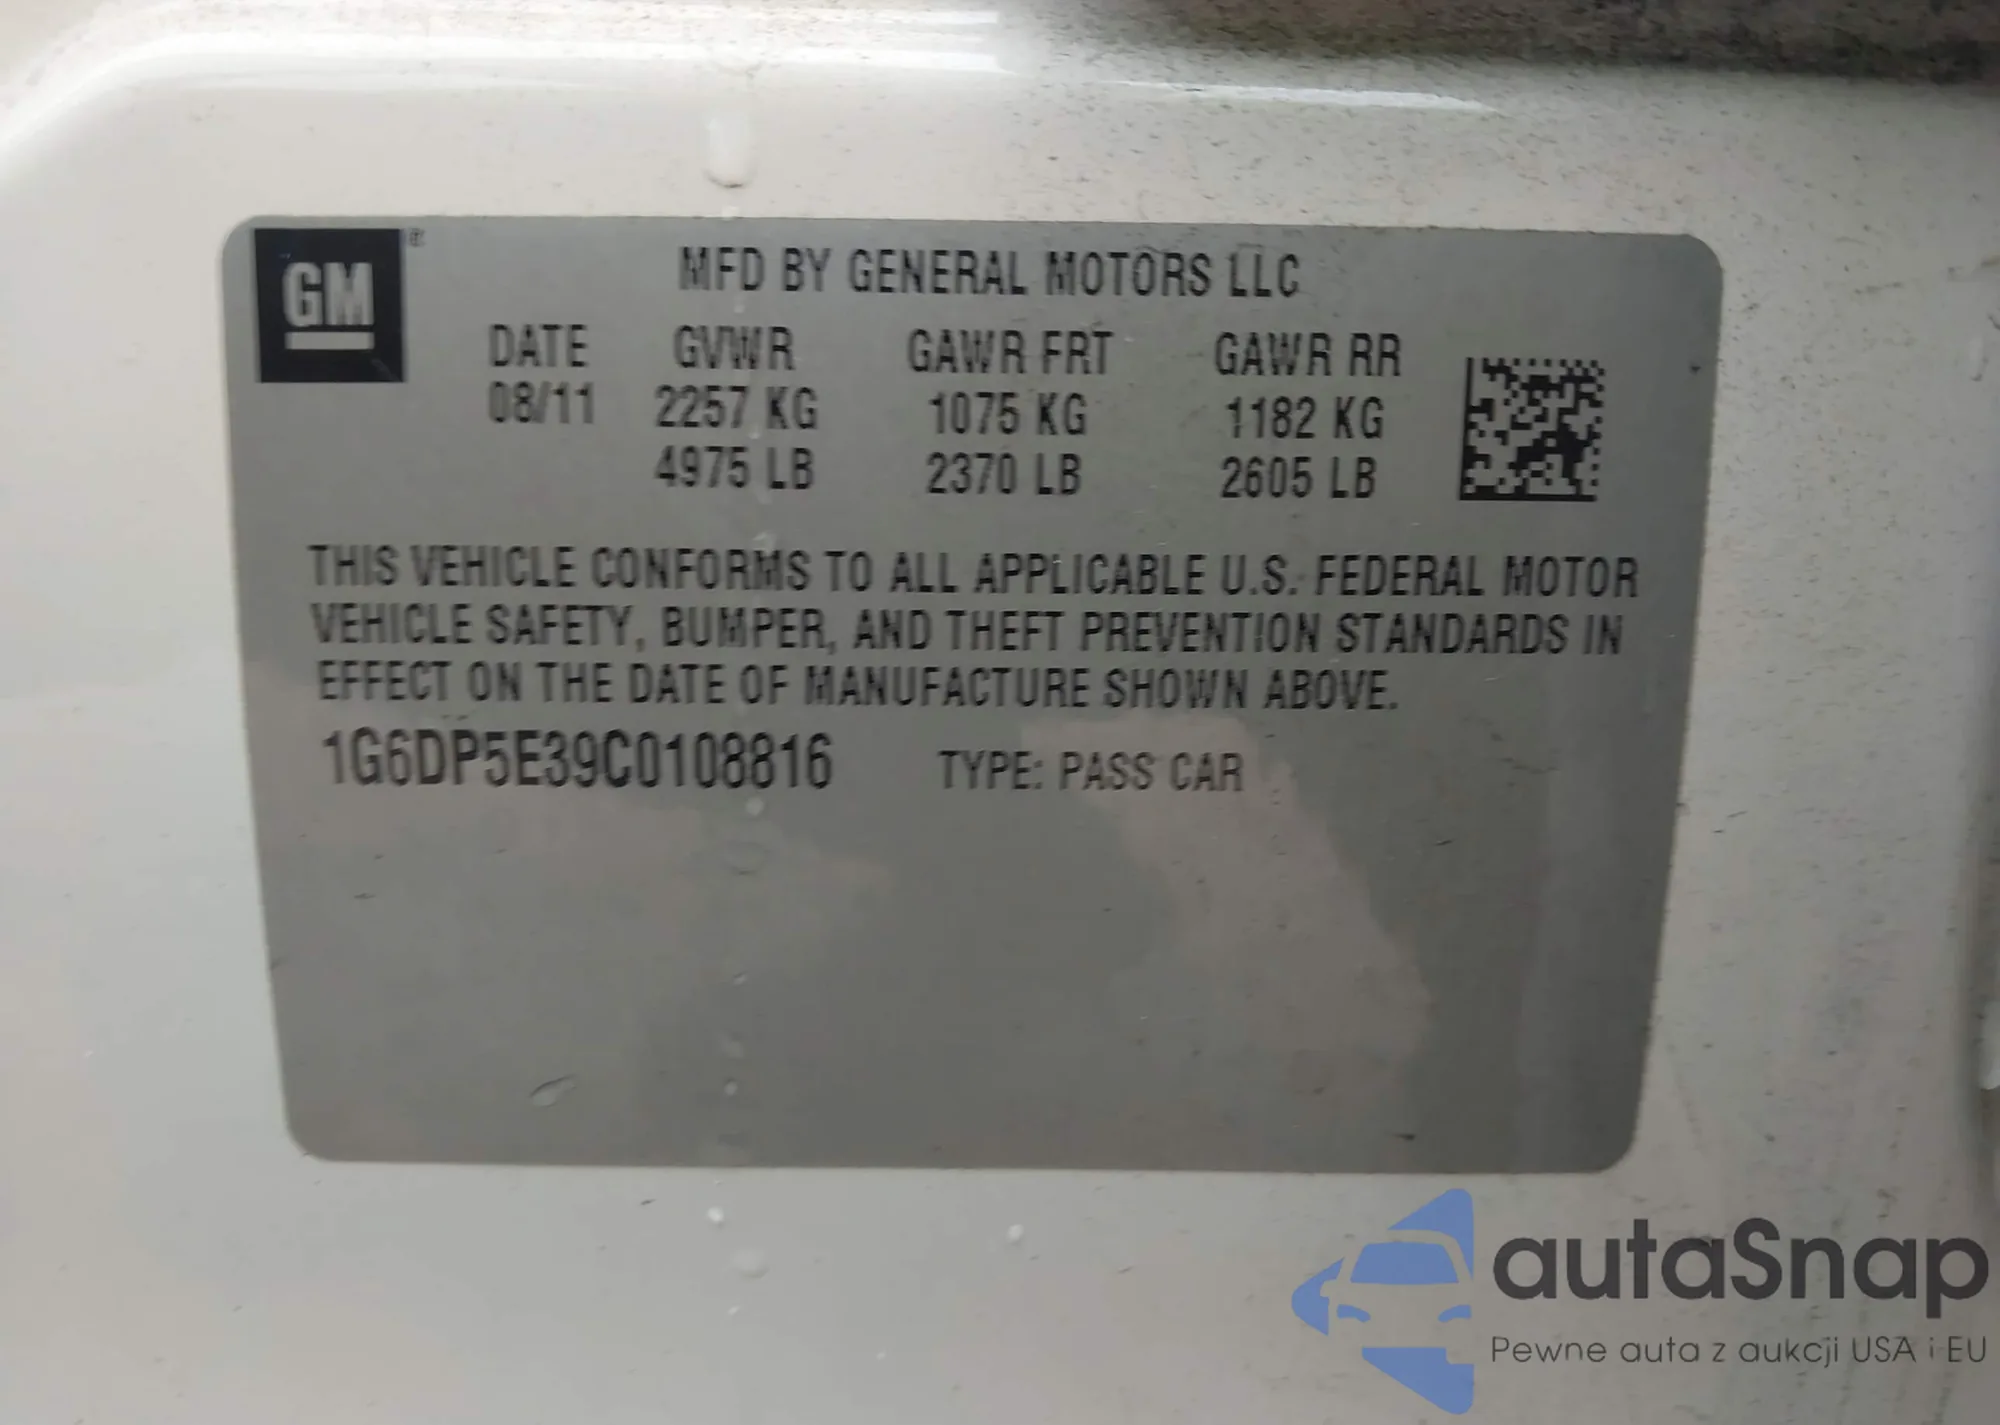 GM
MFD BY GENERAL MOTORS LLC
DATE GVWR GAWR FRT GAWR RR
08/11 2257 KG 1075 KG 1182 KG
4975 LB 2370 LB 2605 LB
THIS VEHICLE CONFORMS TO ALL APPLICABLE U.S. FEDERAL MOTOR
VEHICLE SAFETY, BUMPER, AND THEFT PREVENTION STANDARDS IN
EFFECT ON THE DATE OF MANUFACTURE SHOWN ABOVE.
1G6DP5E39C0108816 TYPE: PASS CAR
autaSnap
Pewne auta z aukcji USA i EU